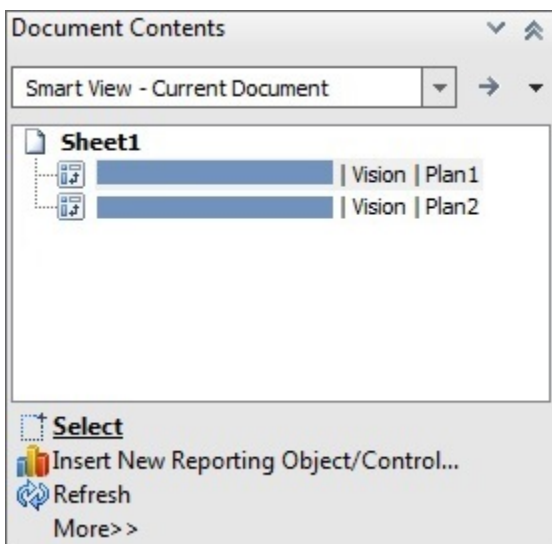 Document Contents
Smart View - Current Document
Sheet1
| Vision | Plan1
| Vision | Plan2
Select
Insert New Reporting Object/Control...
Refresh
More>>